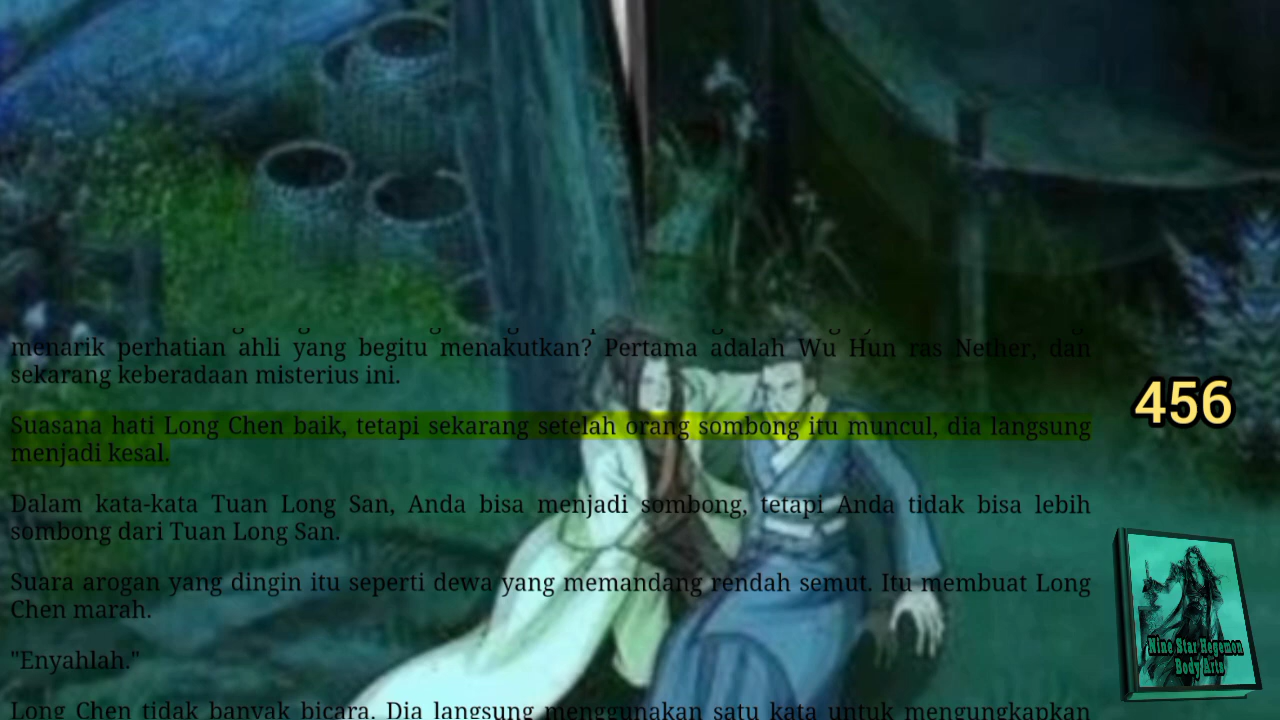 menarik perhatian ahli yang begitu menakutkan? Pertama adalah Wu Hun ras Nether, dan
sekarang keberadaan misterius ini.
Suasana hati Long Chen baik, tetapi sekarang setelah orang sombong itu muncul, dia langsung
menjadi kesal.
Dalam kata-kata Tuan Long San, Anda bisa menjadi sombong, tetapi Anda tidak bisa lebih
sombong dari Tuan Long San.
Suara arogan yang dingin itu seperti dewa yang memandang rendah semut. Itu membuat Long
Chen marah.
"Enyahlah."
Long Chen tidak banyak bicara. Dia langsung menggunakan satu kata untuk mengungkapkan
456
Nine Star Hegemon
Body Arts